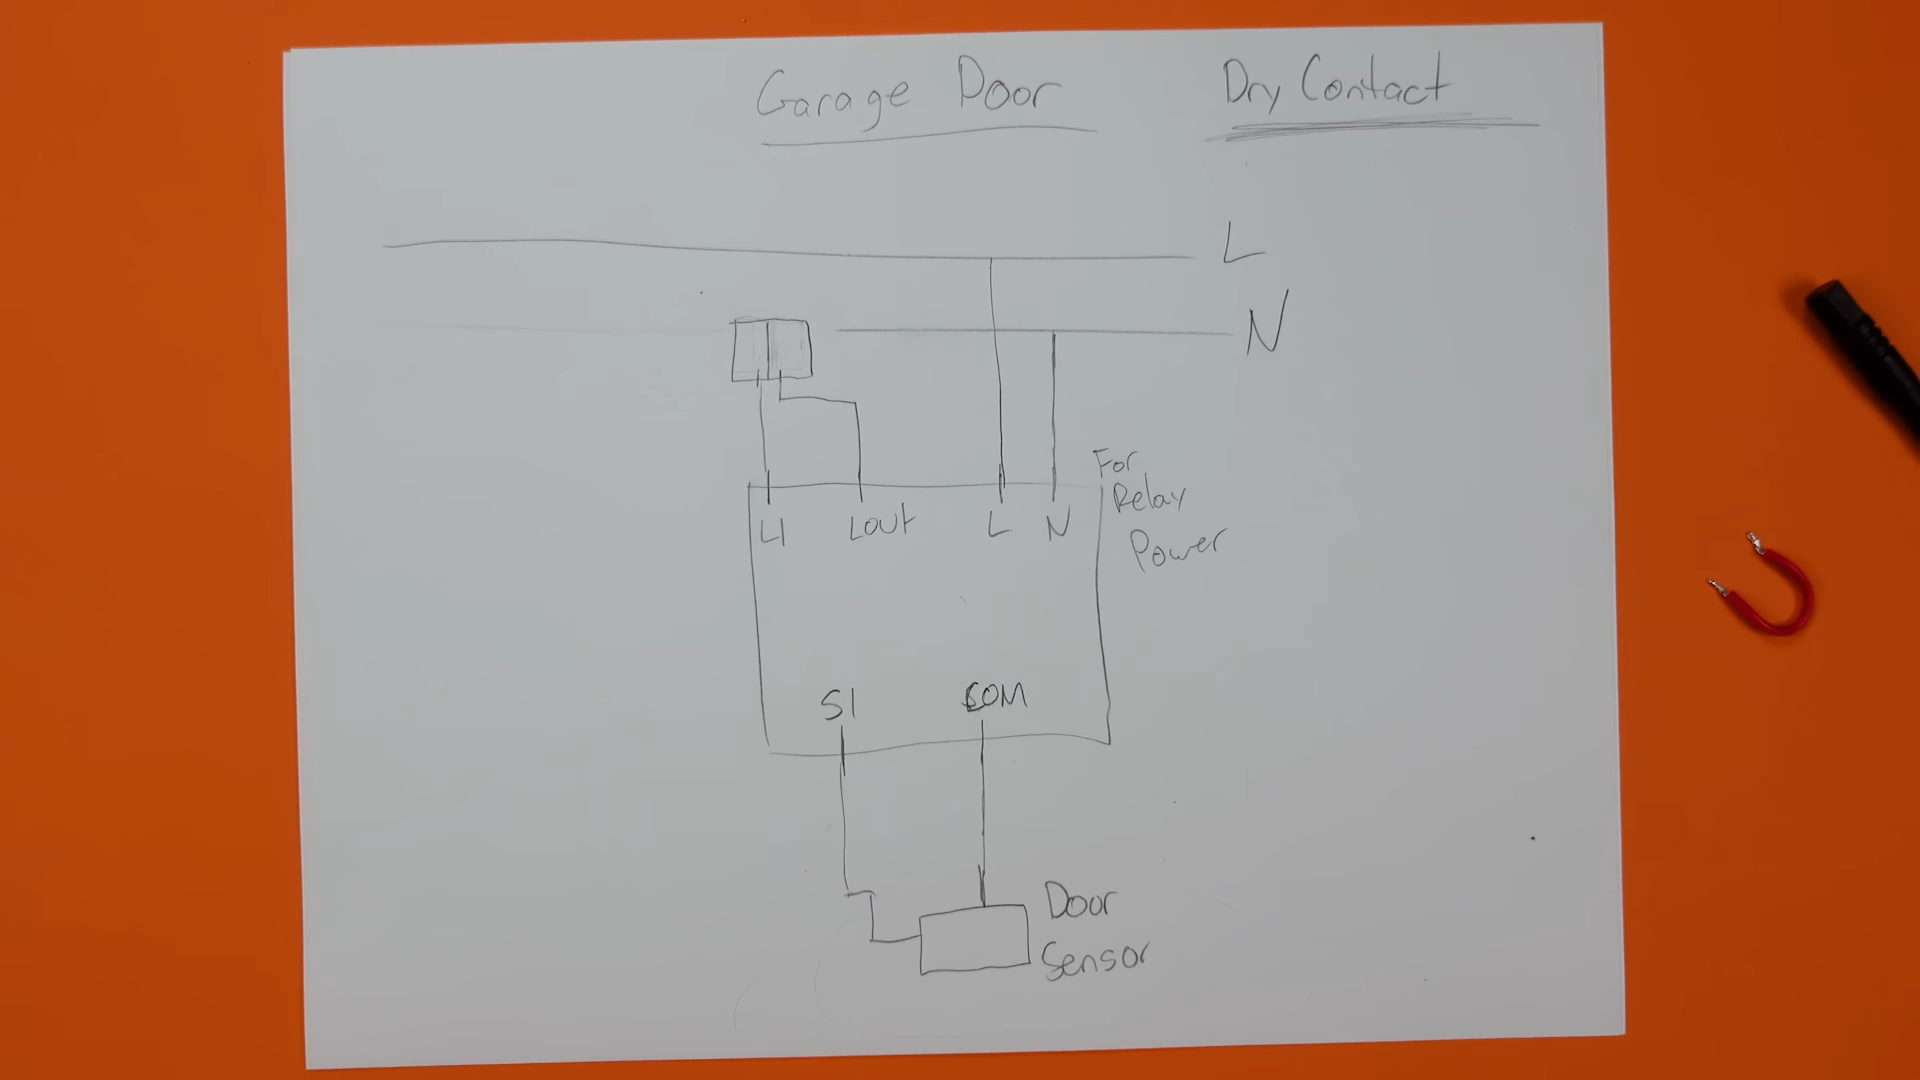 Garage Door
Dry Contact
L
N
For
Relay
Power
L1
Lout
L
N
S1
COM
Door
Sensor